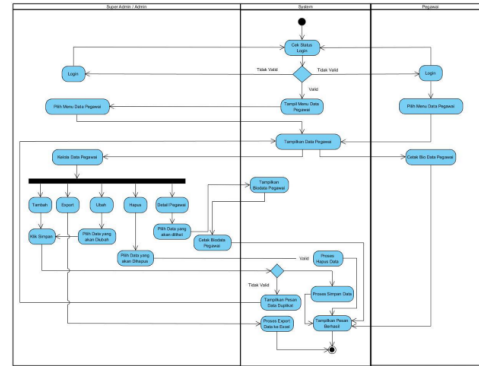 Super Admin / Admin
System
Pegawai
Cek Status
Login
Tidak Valid
Tidak Valid
Login
Login
Valid
Pilih Menu Data Pegawai
Tampil Menu Data
Pegawai
Pilih Menu Data Pegawai
Tampilkan Data Pegawai
Kelola Data Pegawai
Cetak Bio Data Pegawai
Tampilkan
Biodata Pegawai
Tambah
Export
Ubah
Hapus
Detail Pegawai
Klik Simpan
Pilih Data yang
akan Diubah
Pilih Data yang
akan dilihat
Cetak Biodata
Pegawai
Pilih Data yang
akan Dihapus
Valid
Proses
Hapus Data
Tidak Valid
Proses Simpan Data
Tampilkan Pesan
Data Duplikat
Proses Export
Data ke Excel
Tampilkan Pesan
Berhasil